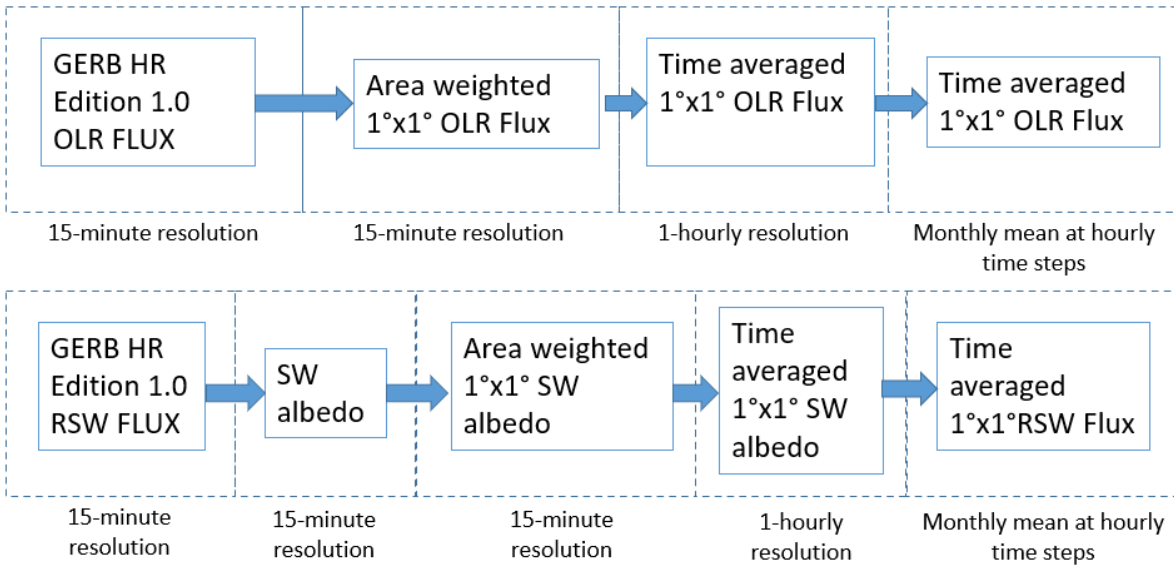 GERB HR
Edition 1.0
OLR FLUX
Area weighted
1°x1° OLR Flux
Time averaged
1°x1° OLR Flux
Time averaged
1°x1° OLR Flux
15-minute resolution
15-minute resolution
1-hourly resolution
Monthly mean at hourly
time steps
GERB HR
Edition 1.0
RSW FLUX
SW
albedo
Area weighted
1°x1° SW
albedo
Time
averaged
1°x1° SW
albedo
Time
averaged
1°x1°RSW Flux
15-minute
resolution
15-minute
resolution
15-minute
resolution
1-hourly
resolution
Monthly mean at hourly
time steps